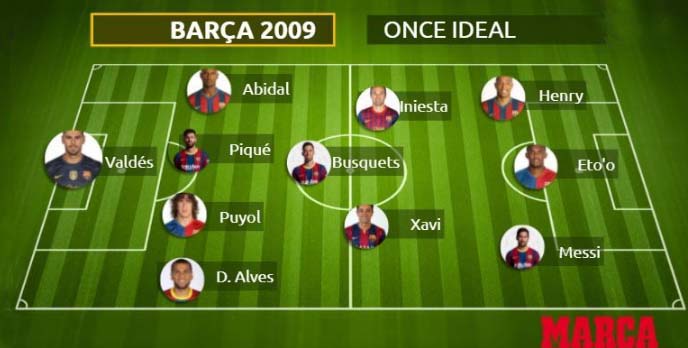 BARÇA 2009
ONCE IDEAL
Abidal
Iniesta
Henry
Valdés
Piqué
Busquets
Eto'o
Puyol
Xavi
Messi
D. Alves
MARCA